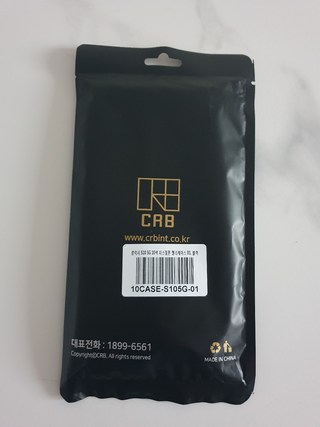 CRB
www.crbint.co.kr
10CASE-S105G-01
대표전화 : 1899-6561
Copyright(c)CRB. All rights reserved
MADE IN CHINA